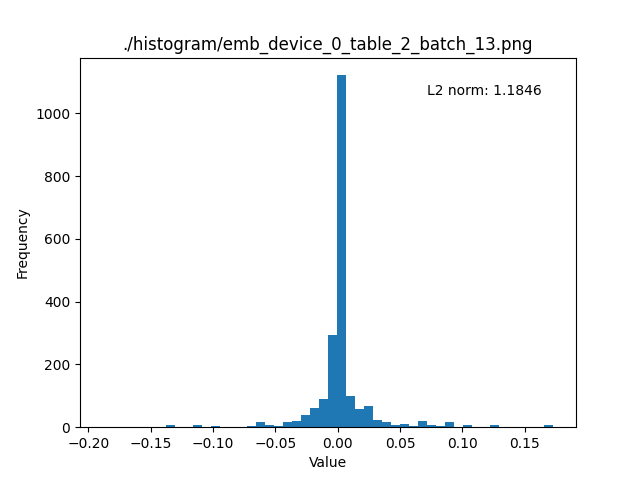 ./histogram/emb_device_0_table_2_batch_13.png
L2 norm: 1.1846
1000
800
600
400
200
0
Frequency
−0.20 −0.15 −0.10 −0.05 0.00 0.05 0.10 0.15
Value